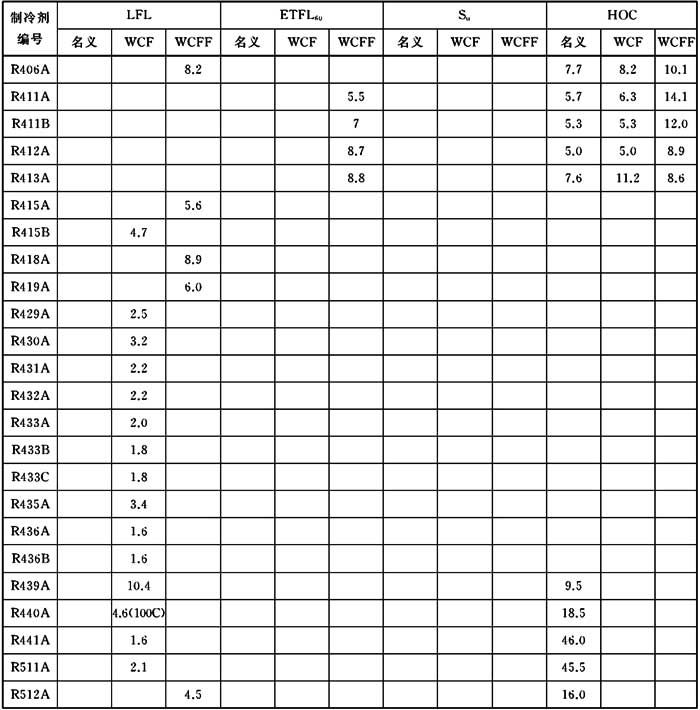 制冷剂编号 LFL ETFL₆₀ Sᵤ HOC
名义 WCF WCFF 名义 WCF WCFF 名义 WCF WCFF 名义 WCF WCFF
R406A 8.2 7.7 8.2 10.1
R411A 5.5 5.7 6.3 14.1
R411B 7 5.3 5.3 12.0
R412A 8.7 5.0 5.0 8.9
R413A 8.8 7.6 11.2 8.6
R415A 5.6
R415B 4.7
R418A 8.9
R419A 6.0
R429A 2.5
R430A 3.2
R431A 2.2
R432A 2.2
R433A 2.0
R433B 1.8
R433C 1.8
R435A 3.4
R436A 1.6
R436B 1.6
R439A 10.4 9.5
R440A 4.6(100C) 18.5
R441A 1.6 46.0
R511A 2.1 45.5
R512A 4.5 16.0